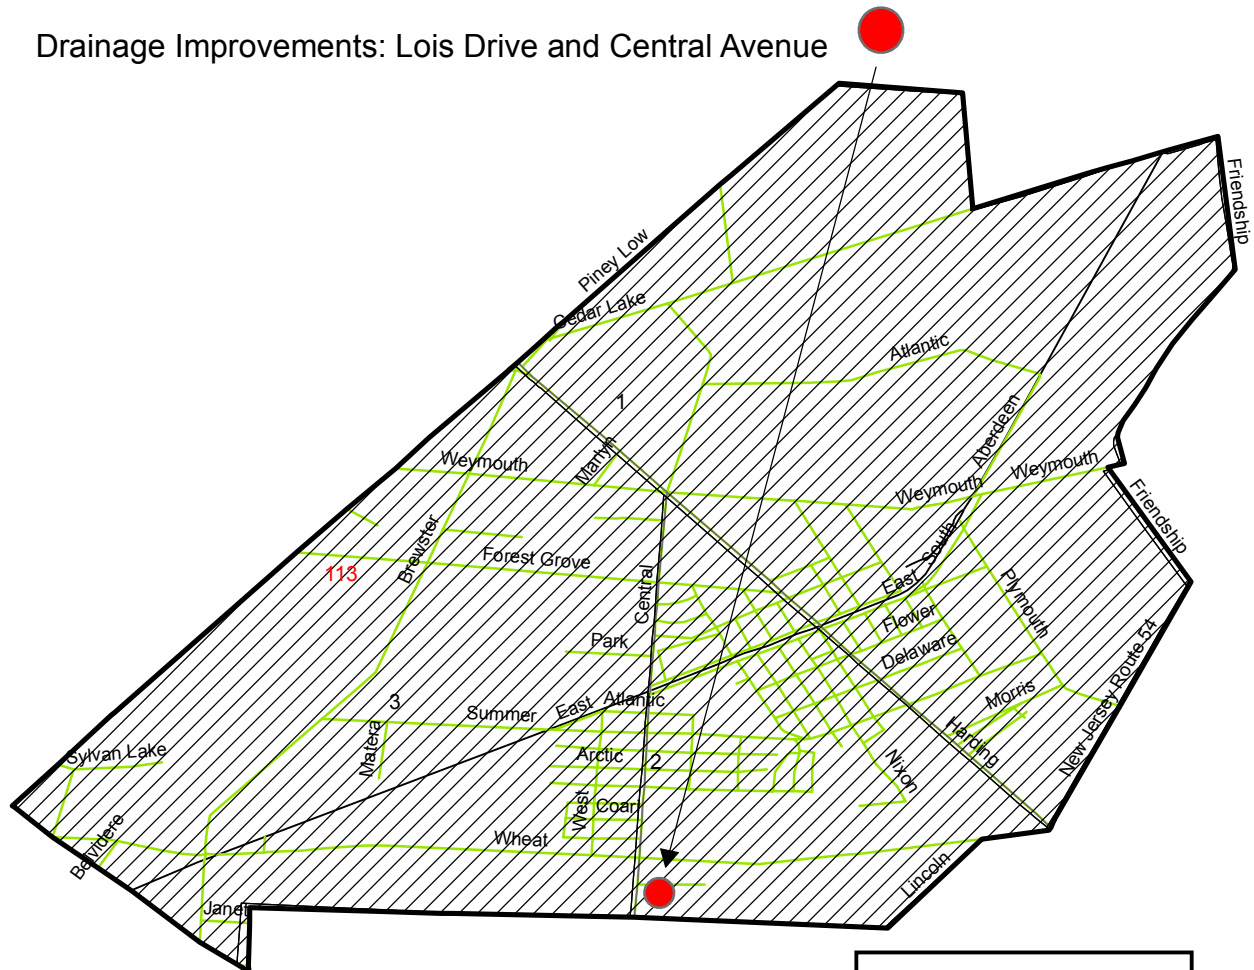 Drainage Improvements: Lois Drive and Central Avenue
Friendship
Piney Low
Cedar Lake
Atlantic
1
Aberdeen
Marlyn
Weymouth
Weymouth
Weymouth
Friendship
South
Brewster
Forest Grove
113
East
Central
Plymouth
Flower
Park
Delaware
New Jersey Route 54
Morris
3
East
Atlantic
Summer
Harding
Matera
Sylvan Lake
Arctic
2
Nixon
West
Coari
Belvidere
Wheat
Lincoln
Janet